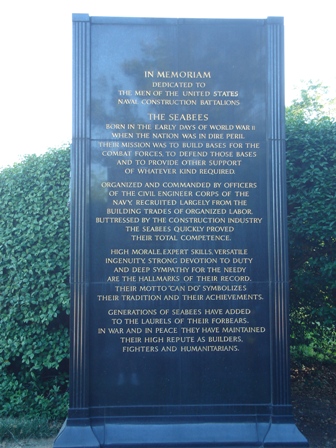 IN MEMORIAM
DEDICATED TO
THE MEN OF THE UNITED STATES
NAVAL CONSTRUCTION BATTALIONS
THE SEABEES
BORN IN THE EARLY DAYS OF WORLD WAR II
WHEN THE NATION WAS IN DIRE PERIL
THEIR MISSION WAS TO BUILD BASES FOR THE
COMBAT FORCES, TO DEFEND THOSE BASES
AND TO PROVIDE OTHER SUPPORT
OF WHATEVER KIND REQUIRED.
ORGANIZED AND COMMANDED BY OFFICERS
OF THE CIVIL ENGINEER CORPS OF THE
NAVY, RECRUITED LARGELY FROM THE
BUILDING TRADES OF ORGANIZED LABOR,
BUTTRESSED BY THE CONSTRUCTION INDUSTRY
THE SEABEES QUICKLY PROVED
THEIR TOTAL COMPETENCE.
HIGH MORALE, EXPERT SKILLS, VERSATILE
INGENUITY, STRONG DEVOTION TO DUTY
AND DEEP SYMPATHY FOR THE NEEDY
ARE THE HALLMARKS OF THEIR RECORD.
THEIR MOTTO "CAN DO" SYMBOLIZES
THEIR TRADITION AND THEIR ACHIEVEMENTS.
GENERATIONS OF SEABEES HAVE ADDED
TO THE LAURELS OF THEIR FORBEARS.
IN WAR AND IN PEACE THEY HAVE MAINTAINED
THEIR HIGH REPUTE AS BUILDERS,
FIGHTERS AND HUMANITARIANS.